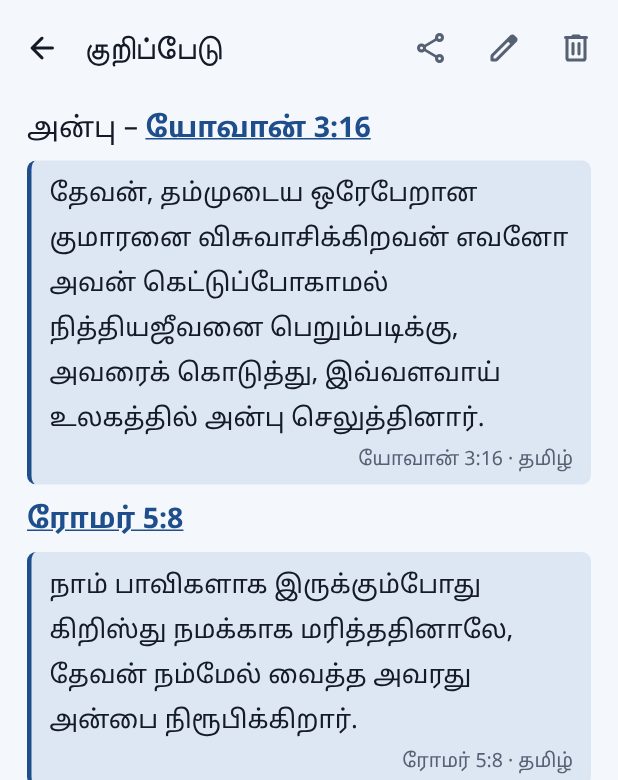 குறிப்பேடு
அன்பு – யோவான் 3:16
தேவன், தம்முடைய ஒரேபேறான
குமாரனை விசுவாசிக்கிறவன் எவனோ
அவன் கெட்டுப்போகாமல்
நித்தியஜீவனை பெறும்படிக்கு,
அவரைக் கொடுத்து, இவ்வளவாய்
உலகத்தில் அன்பு செலுத்தினார்.
யோவான் 3:16 · தமிழ்
ரோமர் 5:8
நாம் பாவிகளாக இருக்கும்போது
கிறிஸ்து நமக்காக மரித்ததினாலே,
தேவன் நம்மேல் வைத்த அவரது
அன்பை நிரூபிக்கிறார்.
ரோமர் 5:8 · தமிழ்